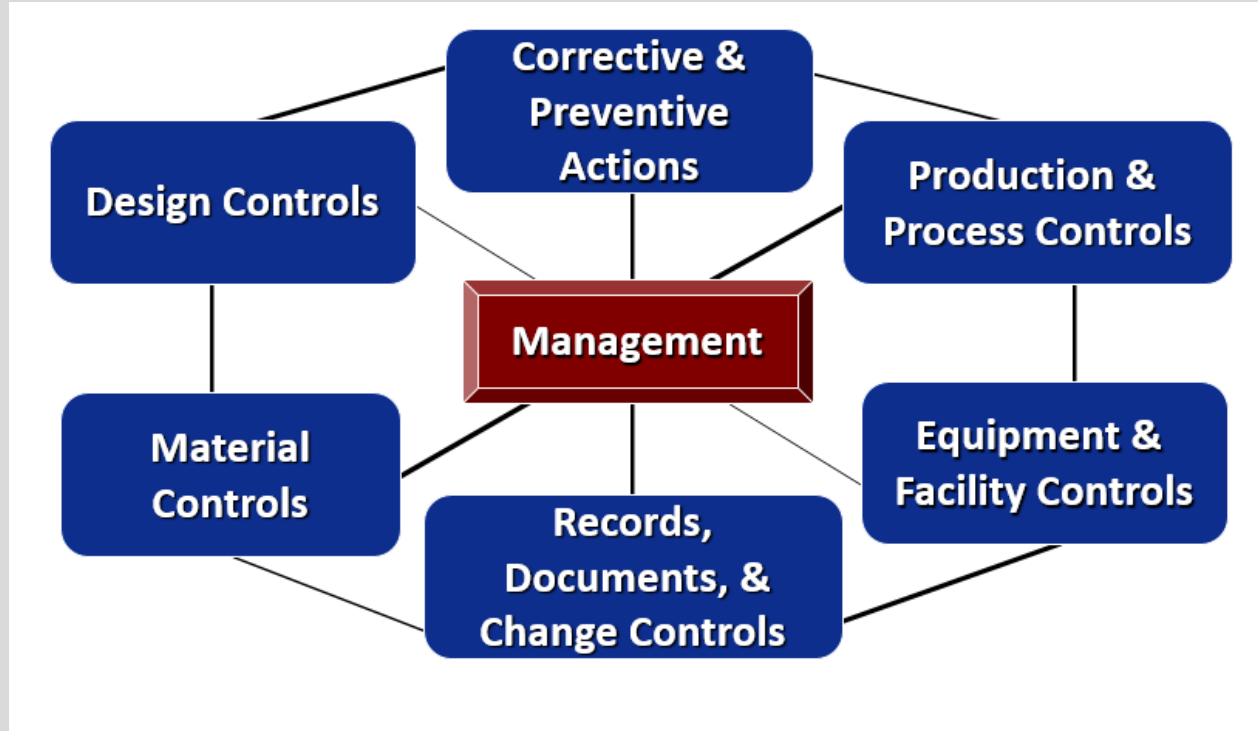 Corrective &
Preventive
Actions
Design Controls
Production &
Process Controls
Management
Material
Controls
Equipment &
Facility Controls
Records,
Documents, &
Change Controls